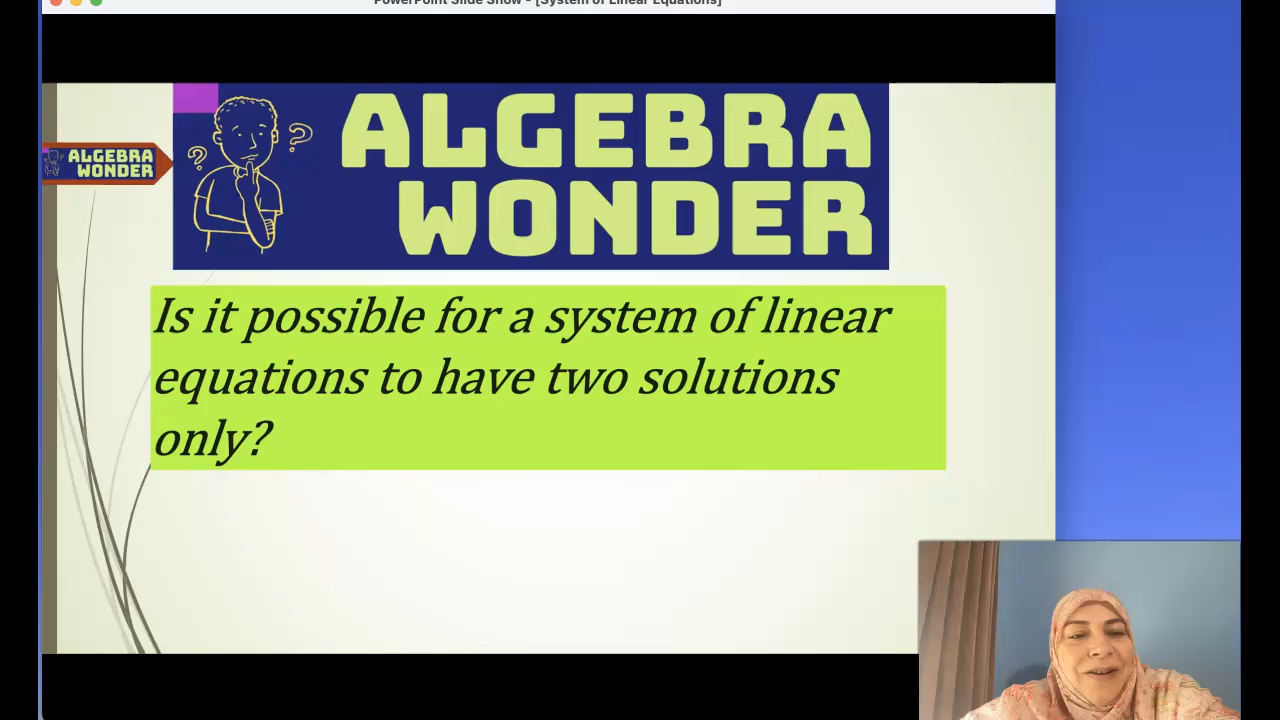 PowerPoint Slide Show - [System of Linear Equations]
ALGEBRA
WONDER
ALGEBRA
WONDER
? ?
Is it possible for a system of linear
equations to have two solutions
only?